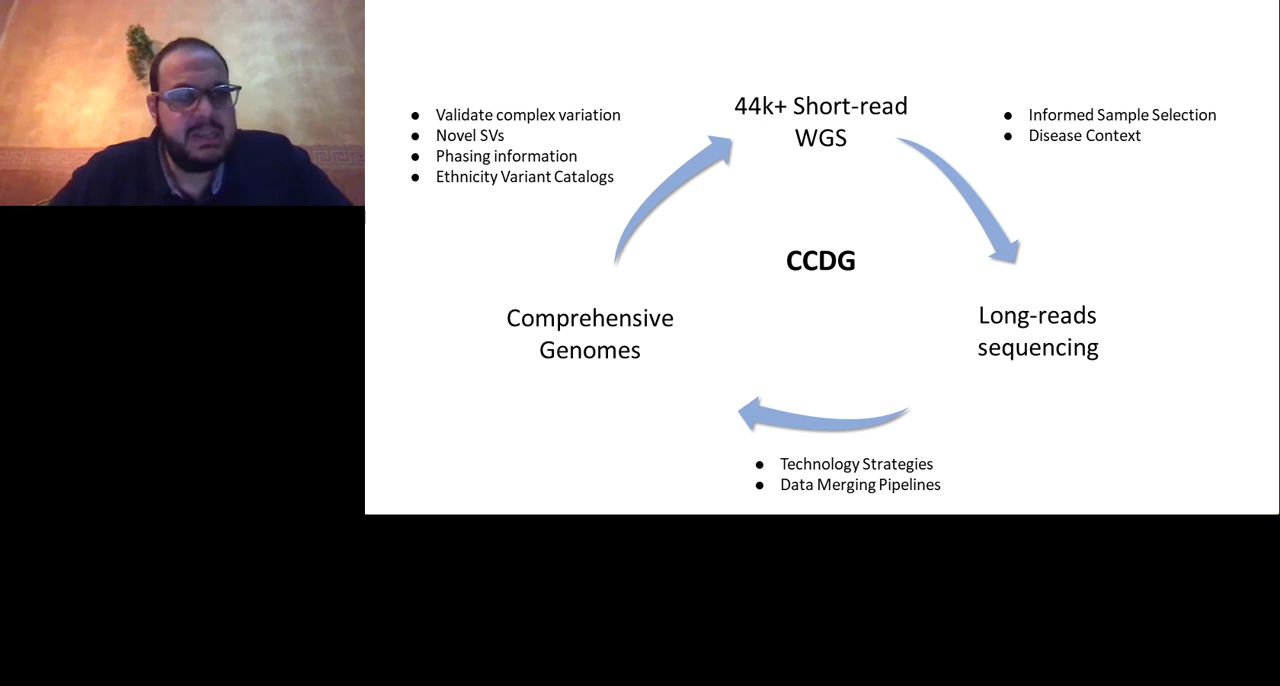 ● Validate complex variation
● Novel SVs
● Phasing information
● Ethnicity Variant Catalogs
44k+ Short-read
WGS
● Informed Sample Selection
● Disease Context
CCDG
Comprehensive
Genomes
Long-reads
sequencing
● Technology Strategies
● Data Merging Pipelines